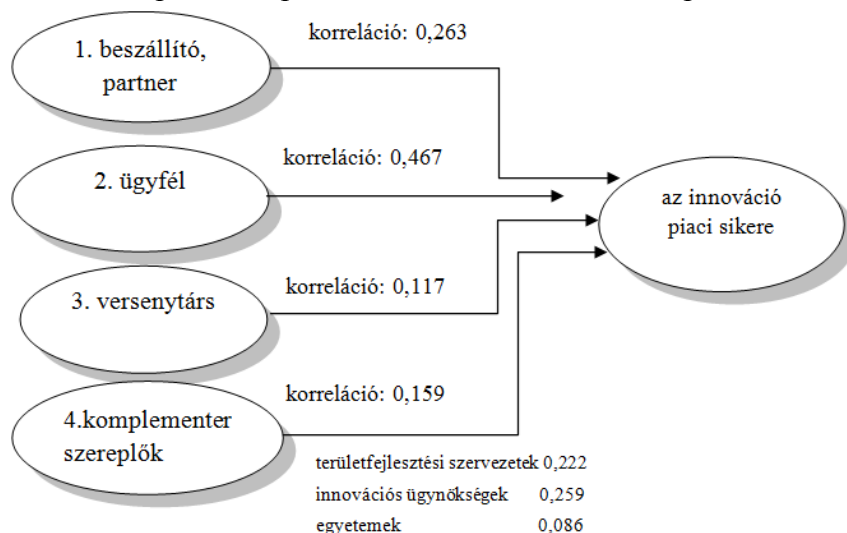 korreláció: 0,263
1. beszállító,
partner
korreláció: 0,467
2. ügyfél
az innováció
piaci sikere
korreláció: 0,117
3. versenytárs
korreláció: 0,159
4.komplementer
szereplők
területfejlesztési szervezetek 0,222
innovációs ügynökségek 0,259
egyetemek 0,086